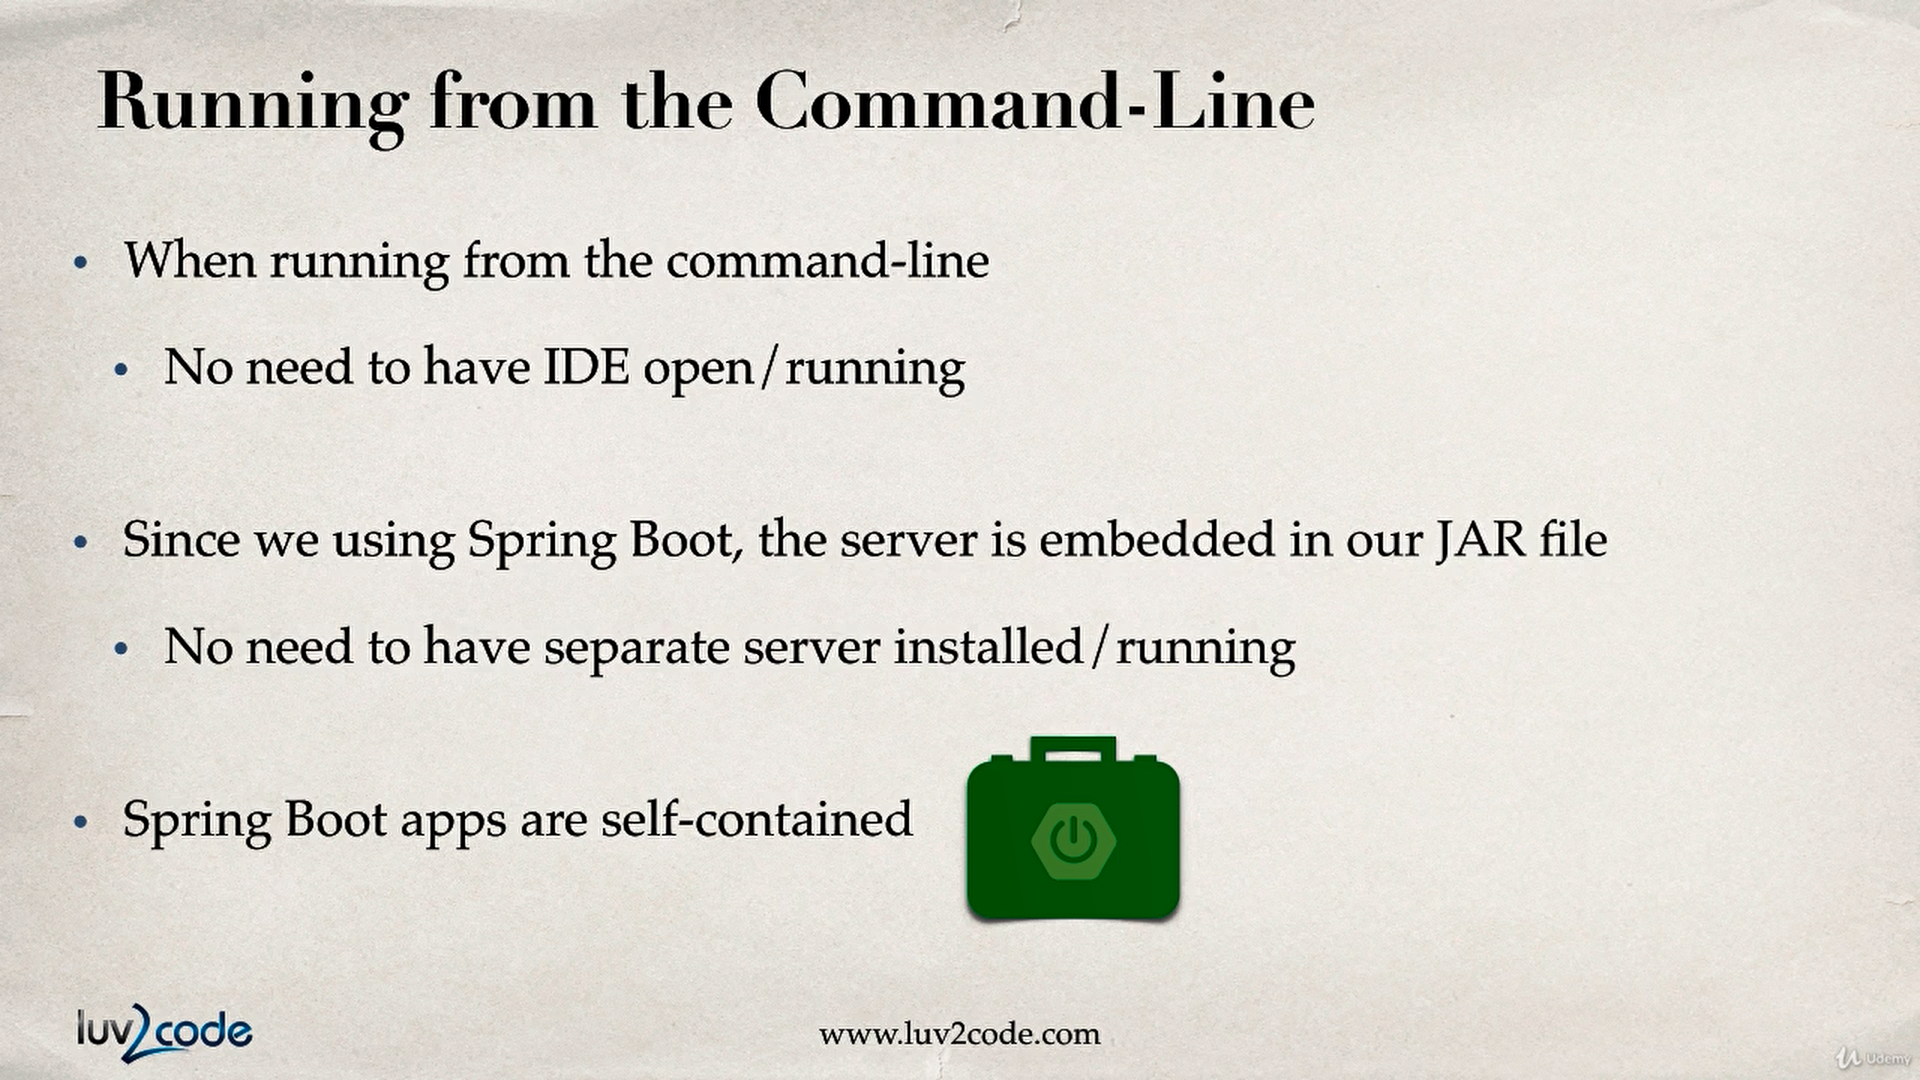 Running from the Command-Line
• When running from the command-line
• No need to have IDE open/running
• Since we using Spring Boot, the server is embedded in our JAR file
• No need to have separate server installed/running
• Spring Boot apps are self-contained
luv2code
www.luv2code.com
Udemy